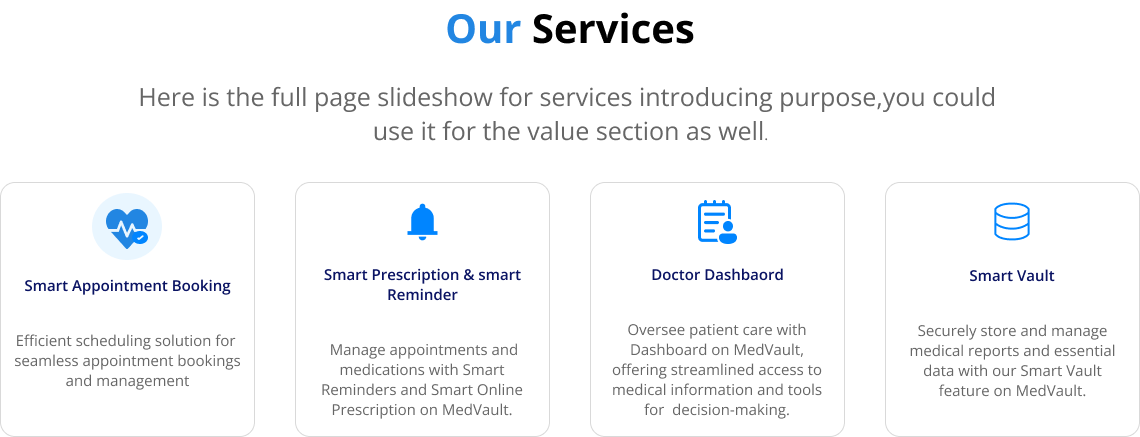 Our Services
Here is the full page slideshow for services introducing purpose,you could
use it for the value section as well.
Smart Appointment Booking
Efficient scheduling solution for
seamless appointment bookings
and management
Smart Prescription & smart
Reminder
Manage appointments and
medications with Smart
Reminders and Smart Online
Prescription on MedVault.
Doctor Dashbaord
Oversee patient care with
Dashboard on MedVault,
offering streamlined access to
medical information and tools
for  decision-making.
Smart Vault
Securely store and manage
medical reports and essential
data with our Smart Vault
feature on MedVault.